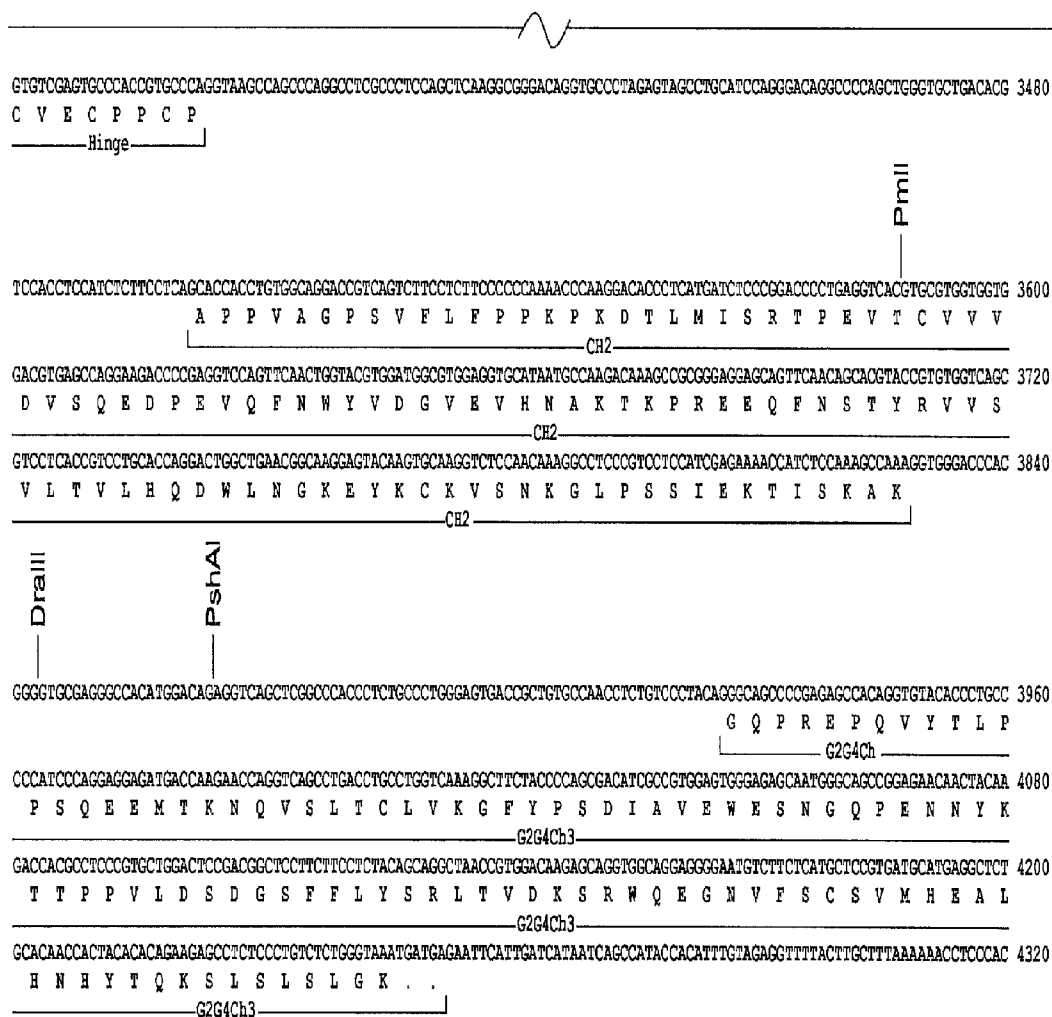 GTGTCGAGTGCCCACCGTGCCCAGGTAAGCCAGCCCAGGCCTCGCCCTCCAGCTCAAGGCGGGACAGGTGCCCTAGAGTAGCCTGCATCCAGGGACAGGCCCCAGCTGGGTGCTGACACG 3480
C V E C P P C P
Hinge
PmlI
TCCACCTCCATCTCTTCCTCAGCACCACCTGTGGCAGGACCGTCAGTCTTCCTCTTCCCCCCAAAACCCAAGGACACCCTCATGATCTCCCGGACCCCTGAGGTCACGTGCGTGGTGGTG 3600
A P P V A G P S V F L F P P K P K D T L M I S R T P E V T C V V V
CH2
GACGTGAGCCAGGAAGACCCCGAGGTCCAGTTCAACTGGTACGTGGATGGCGTGGAGGTGCATAATGCCAAGACAAAGCCGCGGGAGGAGCAGTTCAACAGCACGTACCGTGTGGTCAGC 3720
D V S Q E D P E V Q F N W Y V D G V E V H N A K T K P R E E Q F N S T Y R V V S
CH2
GTCCTCACCGTCCTGCACCAGGACTGGCTGAACGGCAAGGAGTACAAGTGCAAGGTCTCCAACAAAGGCCTCCCGTCCTCCATCGAGAAAACCATCTCCAAAGCCAAAGGTGGGACCCAC 3840
V L T V L H Q D W L N G K E Y K C K V S N K G L P S S I E K T I S K A K
CH2
DraIII
PshAI
GGGGTGCGAGGGCCACATGGACAGAGGTCAGCTCGGCCCACCCTCTGCCCTGGGAGTGACCGCTGTGCCAACCTCTGTCCCTACAGGGCAGCCCCGAGAGCCACAGGTGTACACCCTGCC 3960
G Q P R E P Q V Y T L P
G2G4Ch
CCCATCCCAGGAGGAGATGACCAAGAACCAGGTCAGCCTGACCTGCCTGGTCAAAGGCTTCTACCCCAGCGACATCGCCGTGGAGTGGGAGAGCAATGGGCAGCCGGAGAACAACTACAA 4080
P S Q E E M T K N Q V S L T C L V K G F Y P S D I A V E W E S N G Q P E N N Y K
G2G4Ch3
GACCACGCCTCCCGTGCTGGACTCCGACGGCTCCTTCTTCCTCTACAGCAGGCTAACCGTGGACAAGAGCAGGTGGCAGGAGGGGAATGTCTTCTCATGCTCCGTGATGCATGAGGCTCT 4200
T T P P V L D S D G S F F L Y S R L T V D K S R W Q E G N V F S C S V M H E A L
G2G4Ch3
GCACAACCACTACACACAGAAGAGCCTCTCCCTGTCTCTGGGTAAATGATGAGAATTCATTGATCATAATCAGCCATACCACATTTGTAGAGGTTTTACTTGCTTTAAAAAACCTCCCAC 4320
H N H Y T Q K S L S L S L G K . .
G2G4Ch3